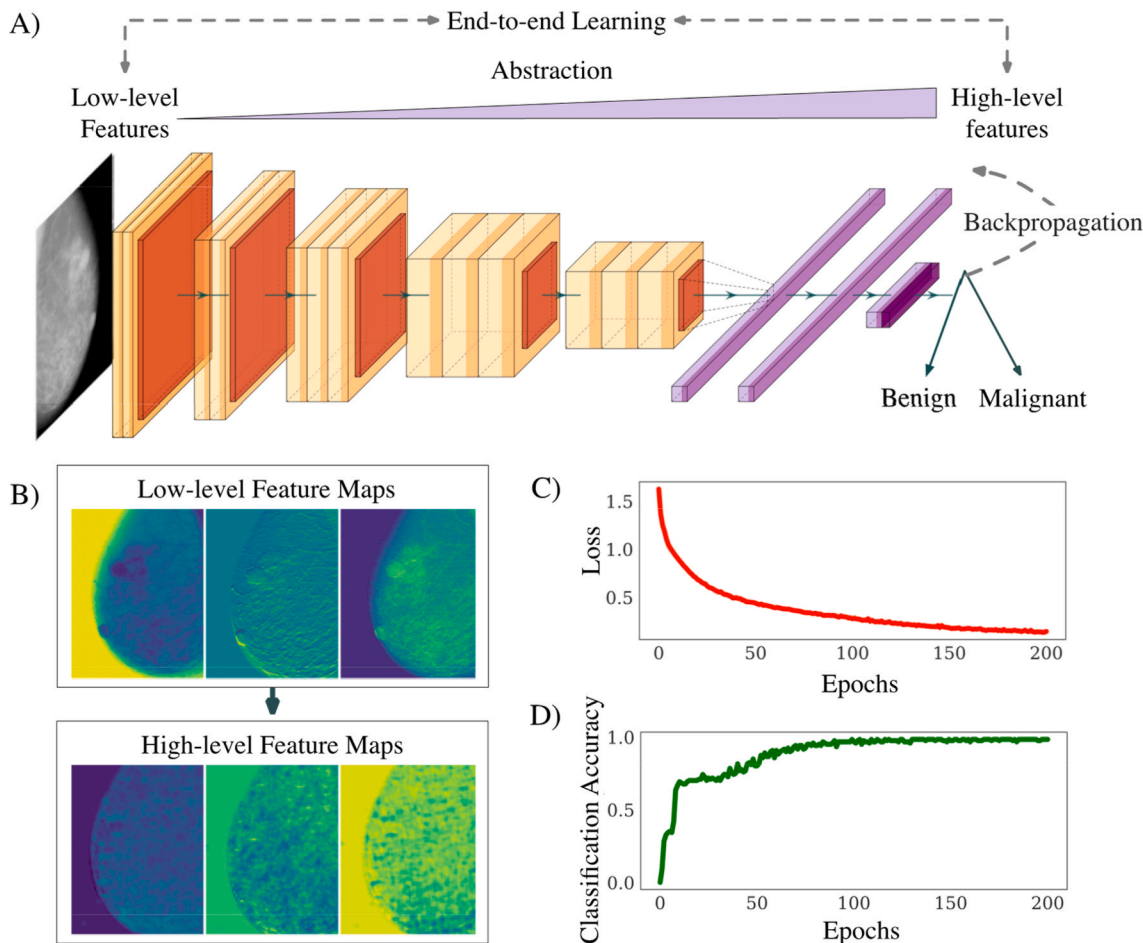 A)
End-to-end Learning
Abstraction
Low-level
Features
High-level
features
Backpropagation
Benign
Malignant
B)
Low-level Feature Maps
High-level Feature Maps
C)
Loss
1.5
1.0
0.5
0
50
100
150
200
Epochs
D)
Classification Accuracy
1.0
0.5
0.0
0
50
100
150
200
Epochs